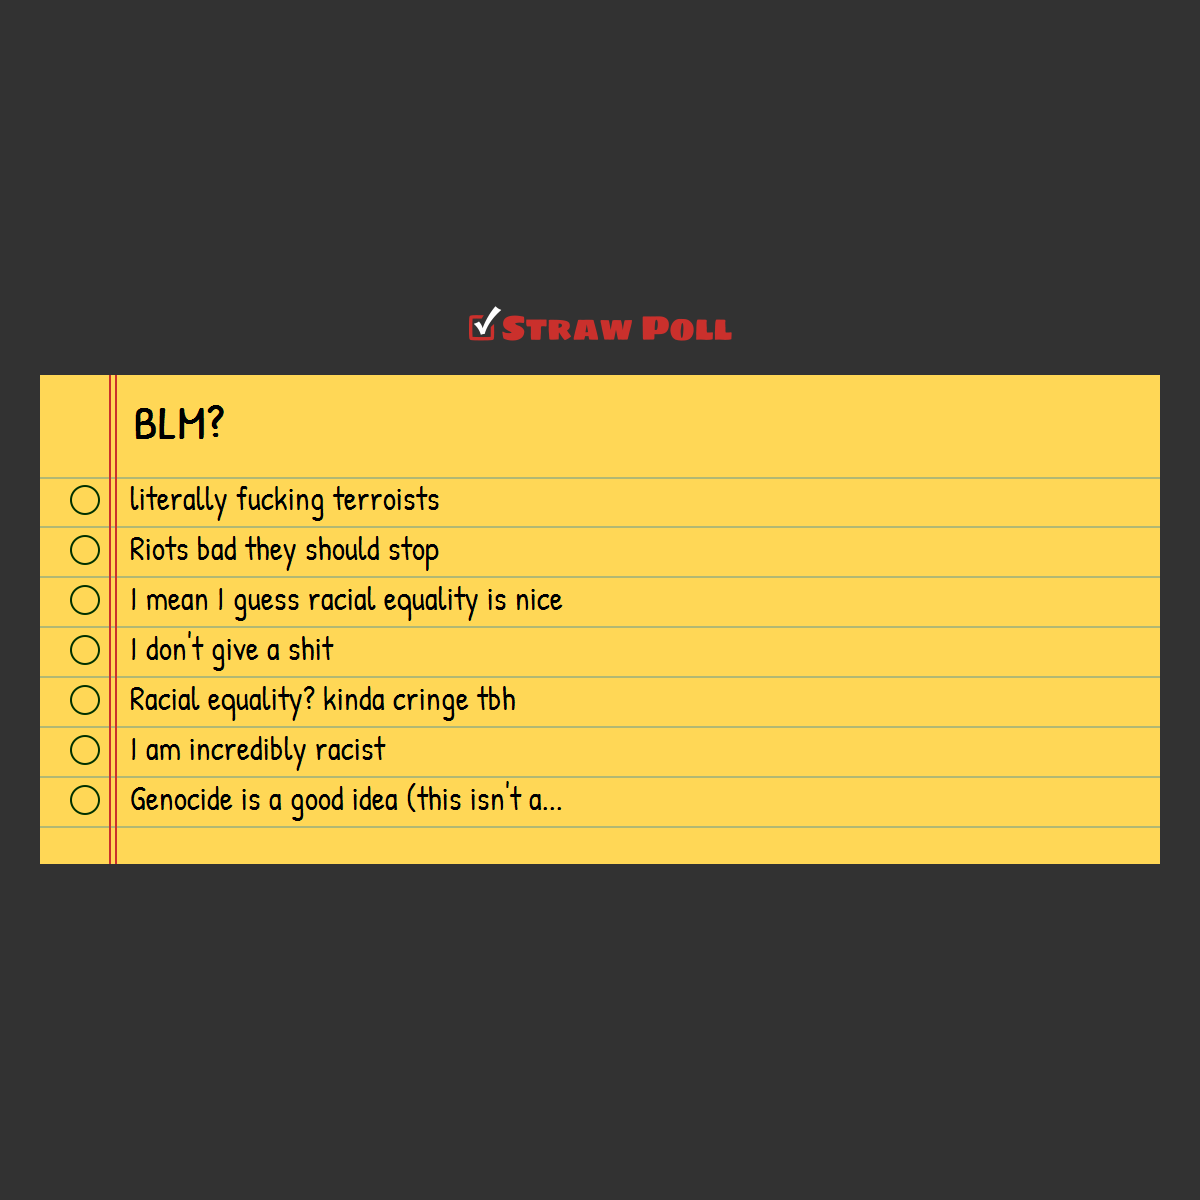 STRAW POLL
BLM?
literally fucking terroists
Riots bad they should stop
I mean I guess racial equality is nice
I don't give a shit
Racial equality? kinda cringe tbh
I am incredibly racist
Genocide is a good idea (this isn't a...